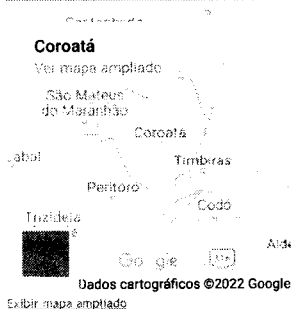 Coroatá
Ver mapa ampliado
São Mateus
do Maranhão
Coroatá
Timbiras
Peritoró
Codó
Trizidela
Google
Dados cartográficos ©2022 Google
Exibir mapa ampliado